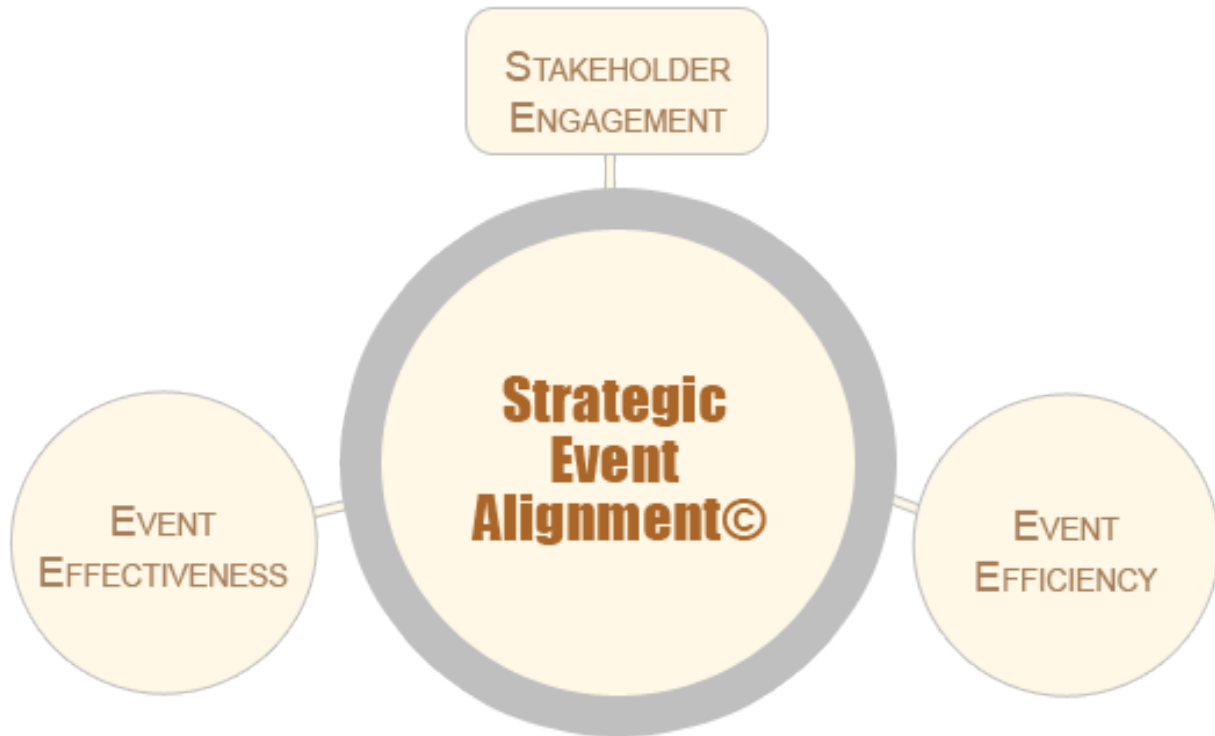 STAKEHOLDER
ENGAGEMENT
Strategic
Event
Alignment©
EVENT
EFFECTIVENESS
EVENT
EFFICIENCY